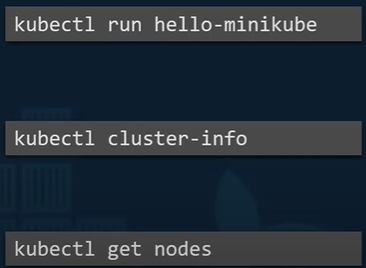 kubectl run hello-minikube
kubectl cluster-info
kubectl get nodes